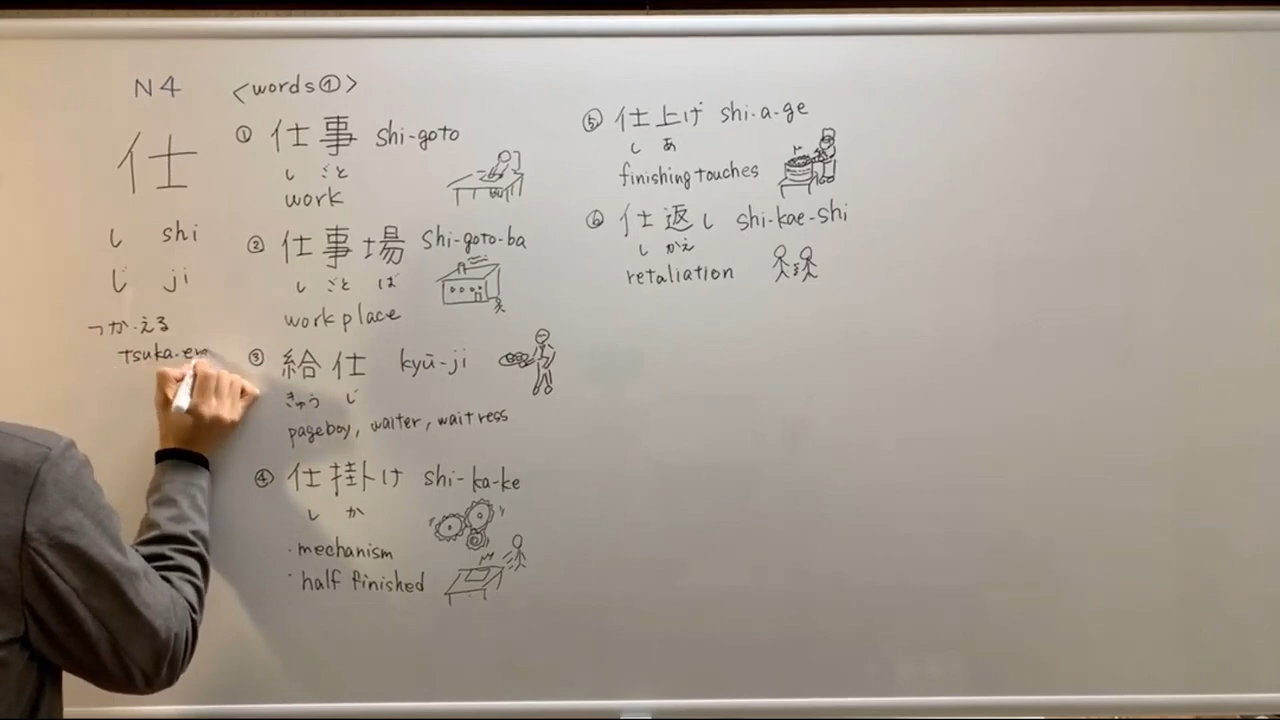 N4
仕
し shi
じ ji
つか・える
tsuka-er
<words①>
① 仕事 shi-goto
し ごと
work
② 仕事場 shi-goto-ba
し ごと ば
workplace
③ 給仕 kyū-ji
きゅう じ
pageboy, waiter, waitress
④ 仕掛け shi-ka-ke
し か
・mechanism
・half finished
⑤ 仕上げ shi-a-ge
し あ
finishing touches
⑥ 仕返し shi-kae-shi
し かえ
retaliation